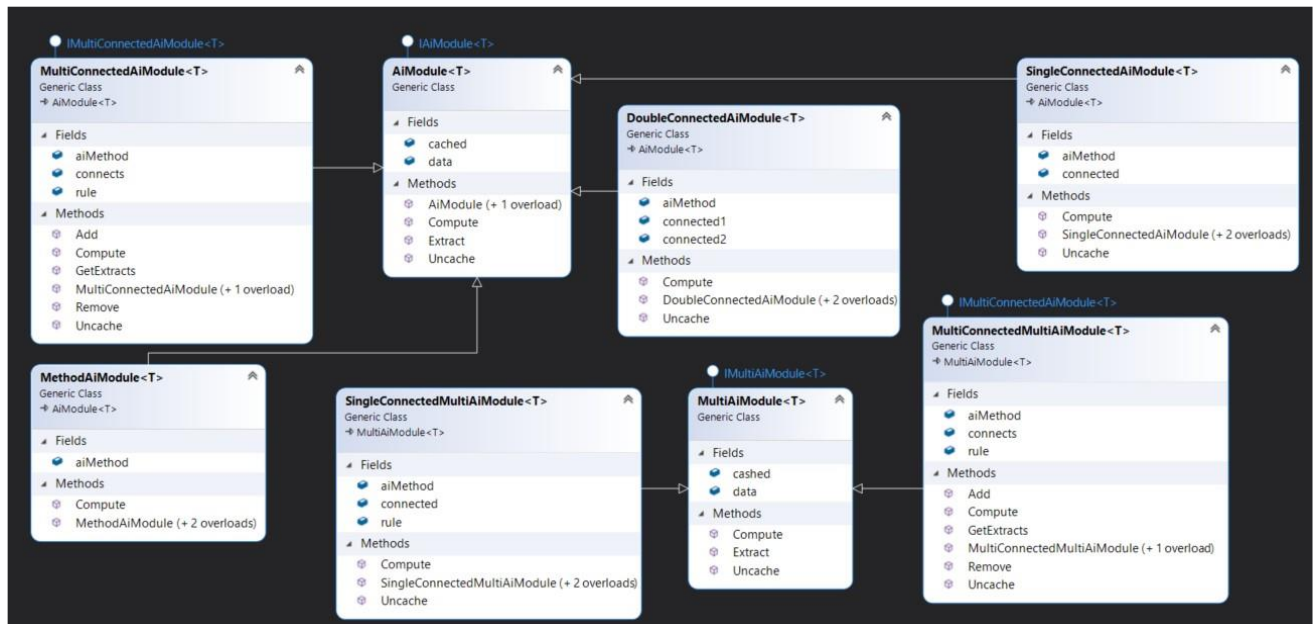 IMultiConnectedAiModule<T>
MultiConnectedAiModule<T>
Generic Class
AiModule<T>
Fields
aiMethod
connects
rule
Methods
Add
Compute
GetExtracts
MultiConnectedAiModule (+ 1 overload)
Remove
Uncache
IAiModule<T>
AiModule<T>
Generic Class
Fields
cached
data
Methods
AiModule (+ 1 overload)
Compute
Extract
Uncache
DoubleConnectedAiModule<T>
Generic Class
AiModule<T>
Fields
aiMethod
connected1
connected2
Methods
Compute
DoubleConnectedAiModule (+ 2 overloads)
Uncache
SingleConnectedAiModule<T>
Generic Class
AiModule<T>
Fields
aiMethod
connected
Methods
Compute
SingleConnectedAiModule (+ 2 overloads)
Uncache
MethodAiModule<T>
Generic Class
AiModule<T>
Fields
aiMethod
Methods
Compute
MethodAiModule (+ 2 overloads)
SingleConnectedMultiAiModule<T>
Generic Class
MultiAiModule<T>
Fields
aiMethod
connected
rule
Methods
Compute
SingleConnectedMultiAiModule (+ 2 overloads)
Uncache
IMultiAiModule<T>
MultiAiModule<T>
Generic Class
Fields
cashed
data
Methods
Compute
Extract
Uncache
IMultiConnectedAiModule<T>
MultiConnectedMultiAiModule<T>
Generic Class
MultiAiModule<T>
Fields
aiMethod
connects
rule
Methods
Add
Compute
GetExtracts
MultiConnectedMultiAiModule (+ 1 overload)
Remove
Uncache